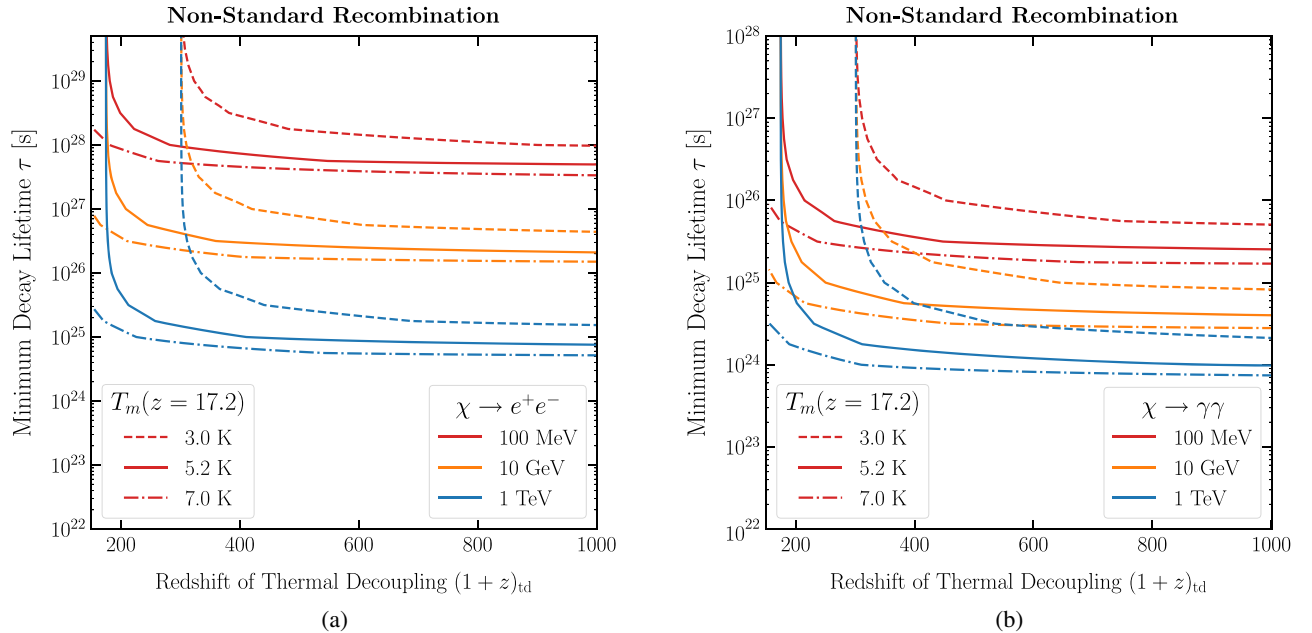 Non-Standard Recombination
Minimum Decay Lifetime τ [s]
10^29
10^28
10^27
10^26
10^25
10^24
10^23
10^22
T_m(z = 17.2)
3.0 K
5.2 K
7.0 K
χ → e^+e^-
100 MeV
10 GeV
1 TeV
200 400 600 800 1000
Redshift of Thermal Decoupling (1 + z)_td
(a)
Non-Standard Recombination
Minimum Decay Lifetime τ [s]
10^28
10^27
10^26
10^25
10^24
10^23
10^22
T_m(z = 17.2)
3.0 K
5.2 K
7.0 K
χ → γγ
100 MeV
10 GeV
1 TeV
200 400 600 800 1000
Redshift of Thermal Decoupling (1 + z)_td
(b)